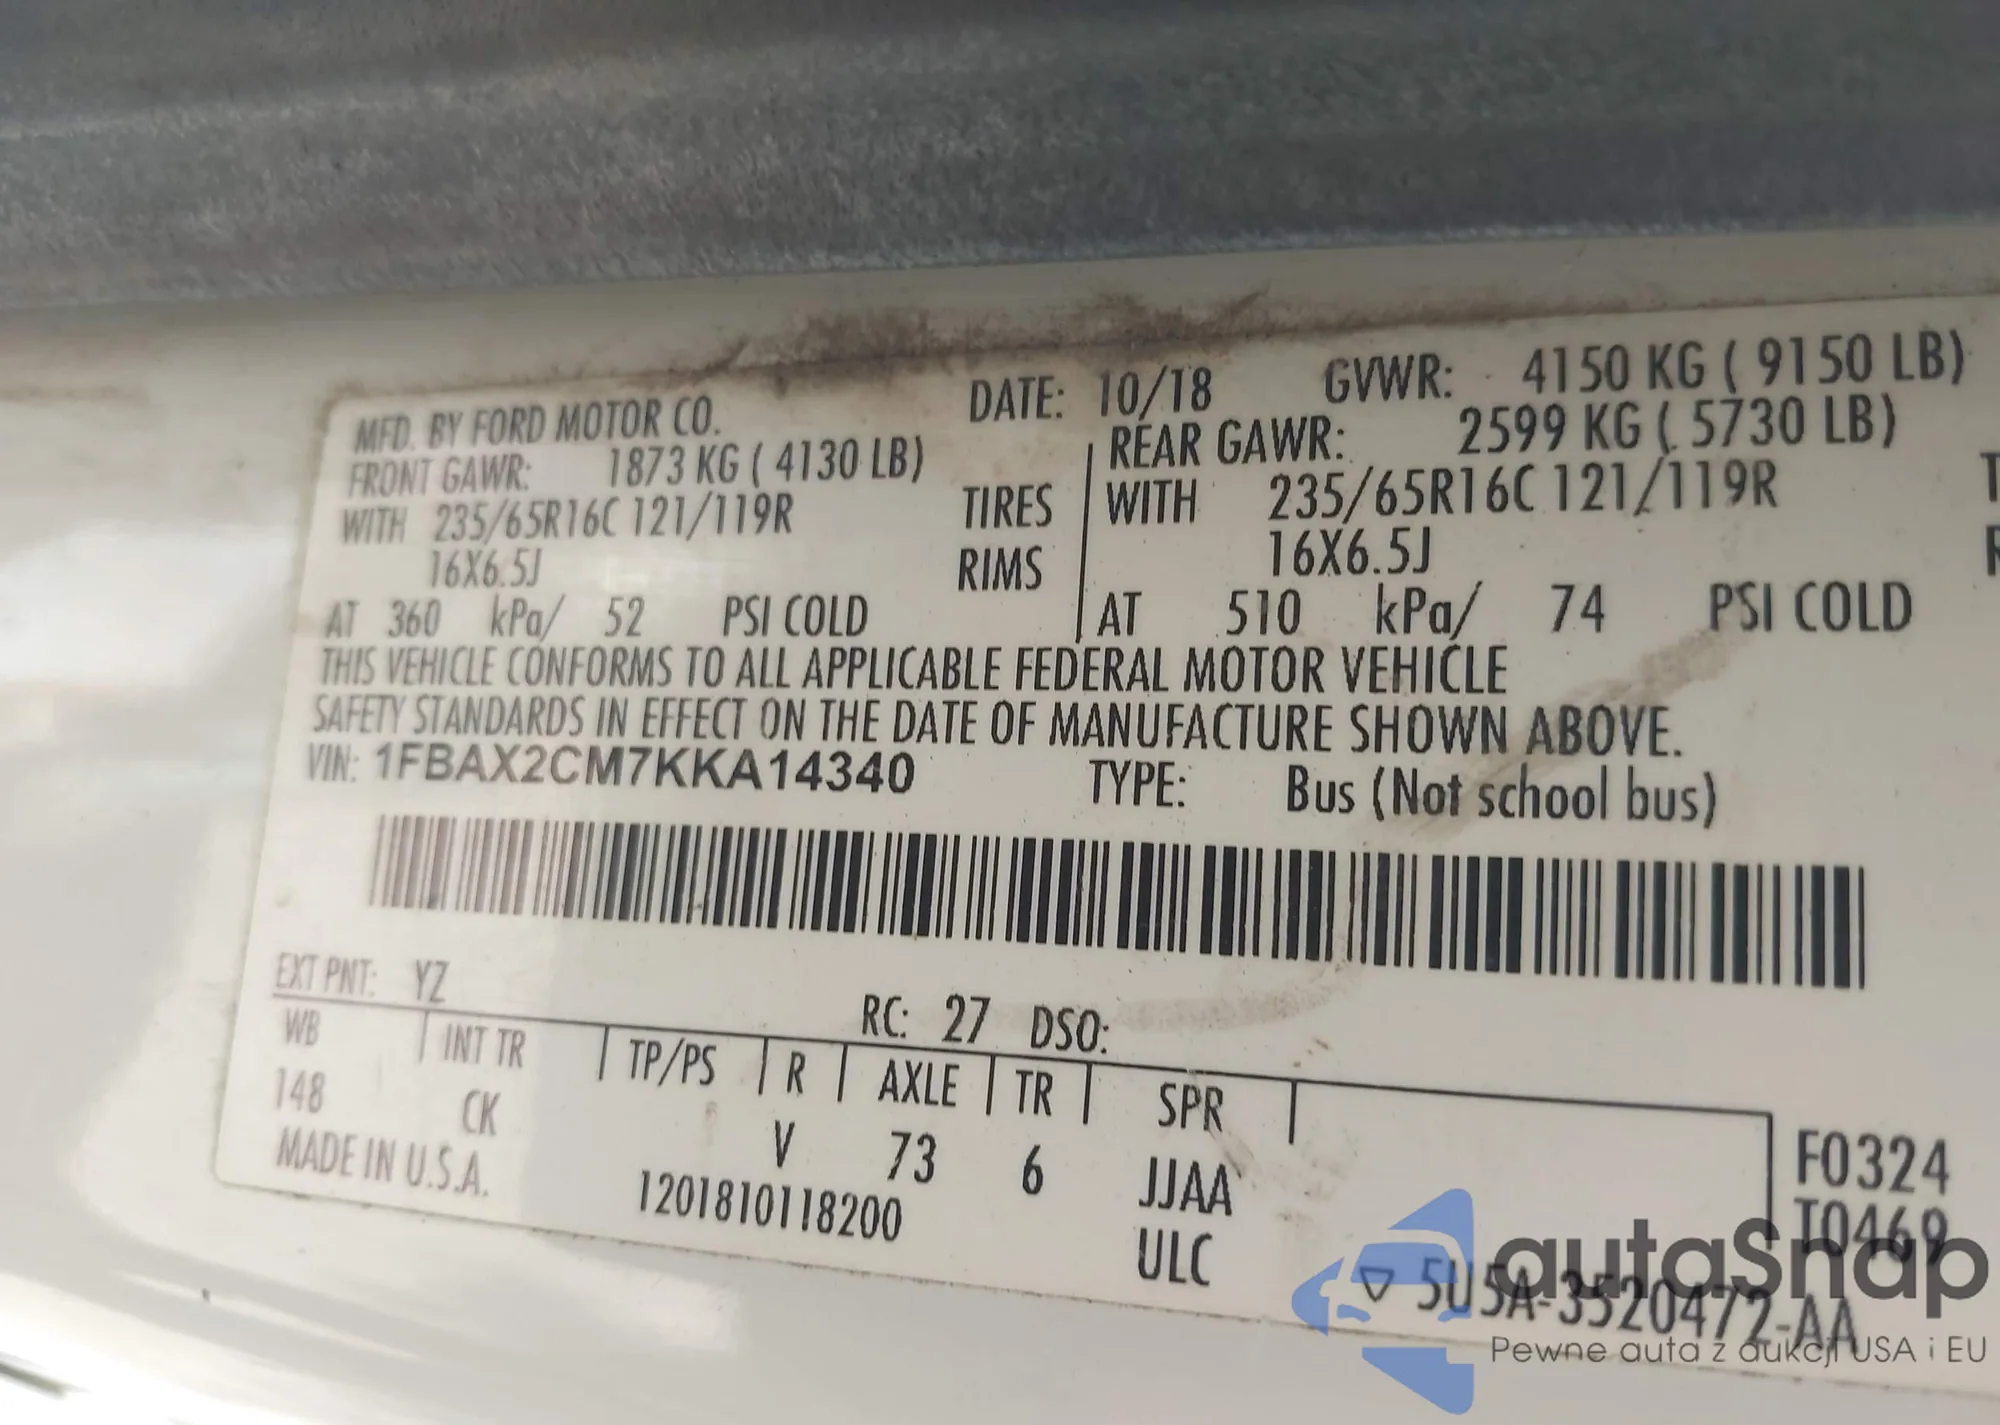 MFD. BY FORD MOTOR CO. DATE: 10/18 GVWR: 4150 KG ( 9150 LB)
FRONT GAWR: 1873 KG ( 4130 LB) REAR GAWR: 2599 KG ( 5730 LB)
WITH 235/65R16C 121/119R TIRES WITH 235/65R16C 121/119R T
16X6.5J RIMS 16X6.5J R
AT 360 kPa/ 52 PSI COLD AT 510 kPa/ 74 PSI COLD
THIS VEHICLE CONFORMS TO ALL APPLICABLE FEDERAL MOTOR VEHICLE
SAFETY STANDARDS IN EFFECT ON THE DATE OF MANUFACTURE SHOWN ABOVE.
VIN: 1FBAX2CM7KKA14340 TYPE: Bus (Not school bus)
EXT PNT: YZ RC: 27 DSO:
WB INT TR TP/PS R AXLE TR SPR
148 CK V 73 6 JJAA F0324
MADE IN U.S.A. 1201810118200 ULC T0469
5U5A-3520472-AA
autaSnap
Pewne auta z aukcji USA i EU